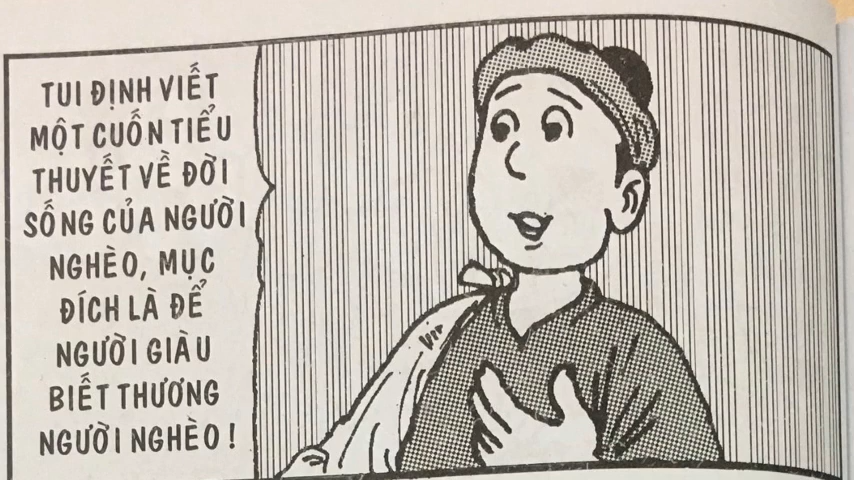 TUI ĐỊNH VIẾT
MỘT CUỐN TIỂU
THUYẾT VỀ ĐỜI
SỐNG CỦA NGƯỜI
NGHÈO, MỤC
ĐÍCH LÀ ĐỂ
NGƯỜI GIÀU
BIẾT THƯƠNG
NGƯỜI NGHÈO!